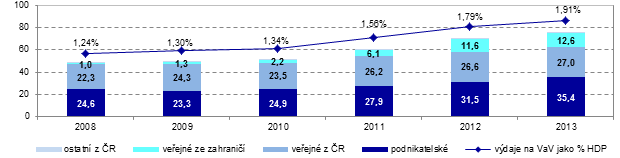 100
80
60
40
20
0
1,24% 1,30% 1,34% 1,56% 1,79% 1,91%
1,0 1,3 2,2 6,1 11,6 12,6
22,3 24,3 23,5 26,2 26,6 27,0
24,6 23,3 24,9 27,9 31,5 35,4
2008 2009 2010 2011 2012 2013
ostatní z ČR veřejné ze zahraničí veřejné z ČR podnikatelské výdaje na VaV jako % HDP